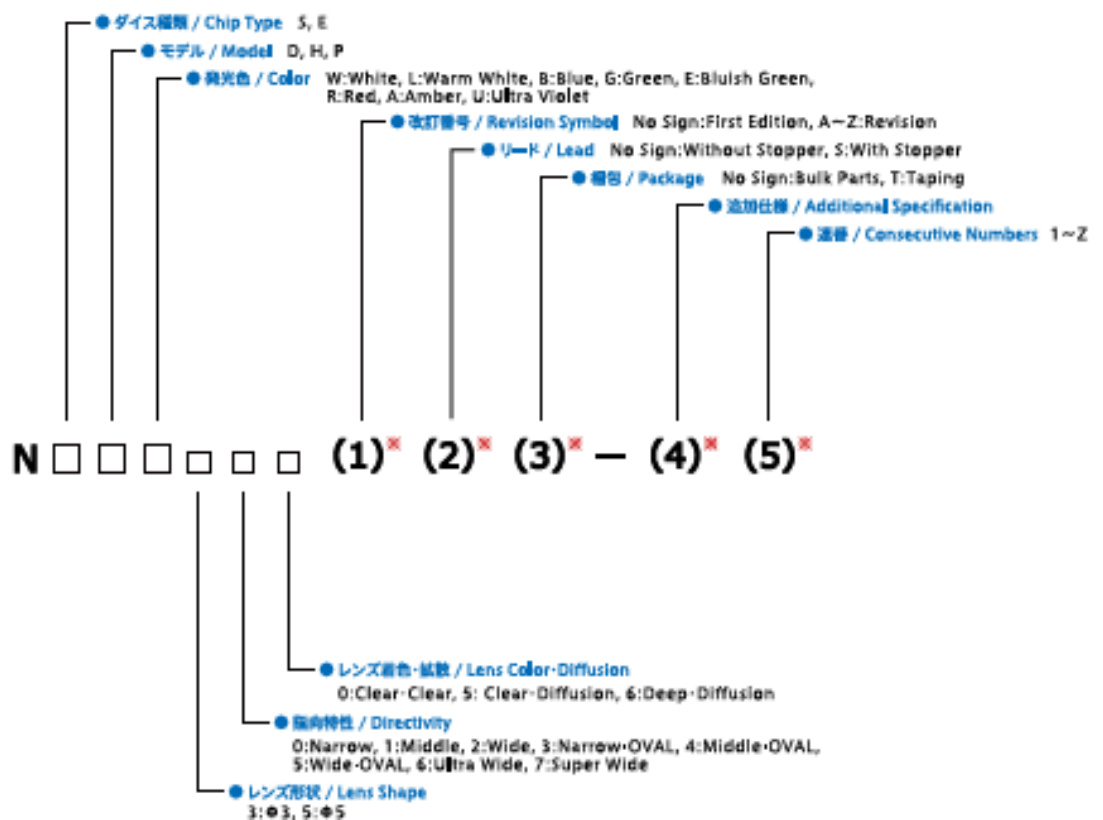 ● ダイス種類 / Chip Type S, E
● モデル / Model D, H, P
● 発光色 / Color W:White, L:Warm White, B:Blue, G:Green, E:Bluish Green,
R:Red, A:Amber, U:Ultra Violet
● 改訂番号 / Revision Symbol No Sign:First Edition, A~Z:Revision
● リード / Lead No Sign:Without Stopper, S:With Stopper
● 梱包 / Package No Sign:Bulk Parts, T:Taping
● 追加仕様 / Additional Specification
● 連番 / Consecutive Numbers 1~Z
N□□□□□□ (1)※ (2)※ (3)※ – (4)※ (5)※
● レンズ着色・拡散 / Lens Color・Diffusion
0:Clear・Clear, 5: Clear・Diffusion, 6:Deep・Diffusion
● 指向特性 / Directivity
0:Narrow, 1:Middle, 2:Wide, 3:Narrow・OVAL, 4:Middle・OVAL,
5:Wide・OVAL, 6:Ultra Wide, 7:Super Wide
● レンズ形状 / Lens Shape
3:Φ3, 5:Φ5